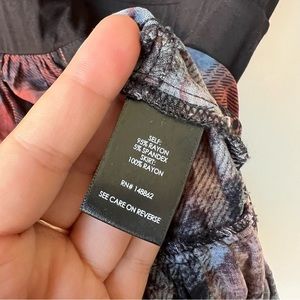 SELF:
95% RAYON
5% SPANDEX
SKIRT:
100% RAYON
RN# 148862
SEE CARE ON REVERSE